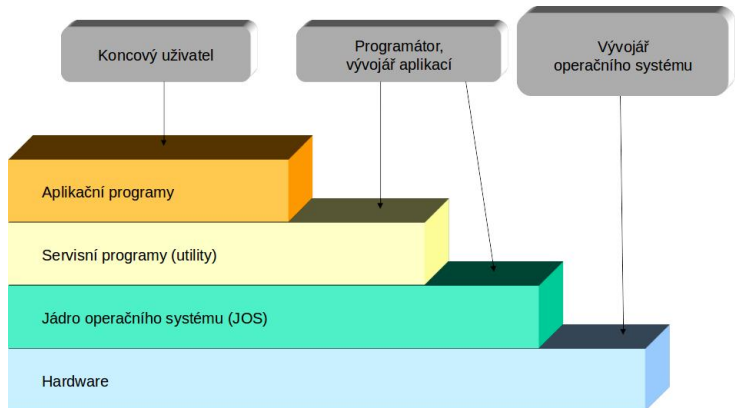 Koncový uživatel
Programátor,
vývojář aplikací
Vývojář
operačního systému
Aplikační programy
Servisní programy (utility)
Jádro operačního systému (JOS)
Hardware